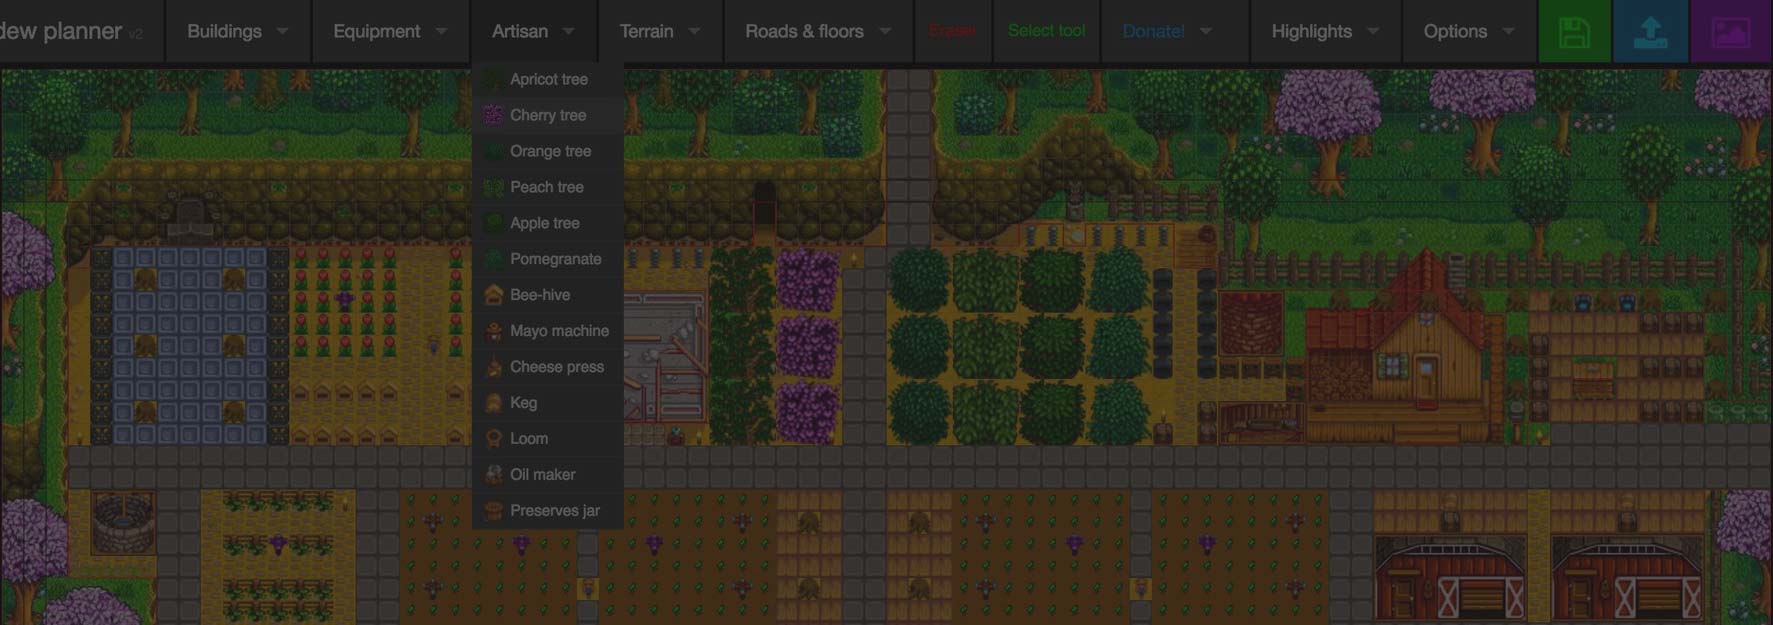 dew planner v2
Buildings
Equipment
Artisan
Terrain
Roads & floors
Erase!
Select tool
Donate!
Highlights
Options
Apricot tree
Cherry tree
Orange tree
Peach tree
Apple tree
Pomegranate
Bee-hive
Mayo machine
Cheese press
Keg
Loom
Oil maker
Preserves jar